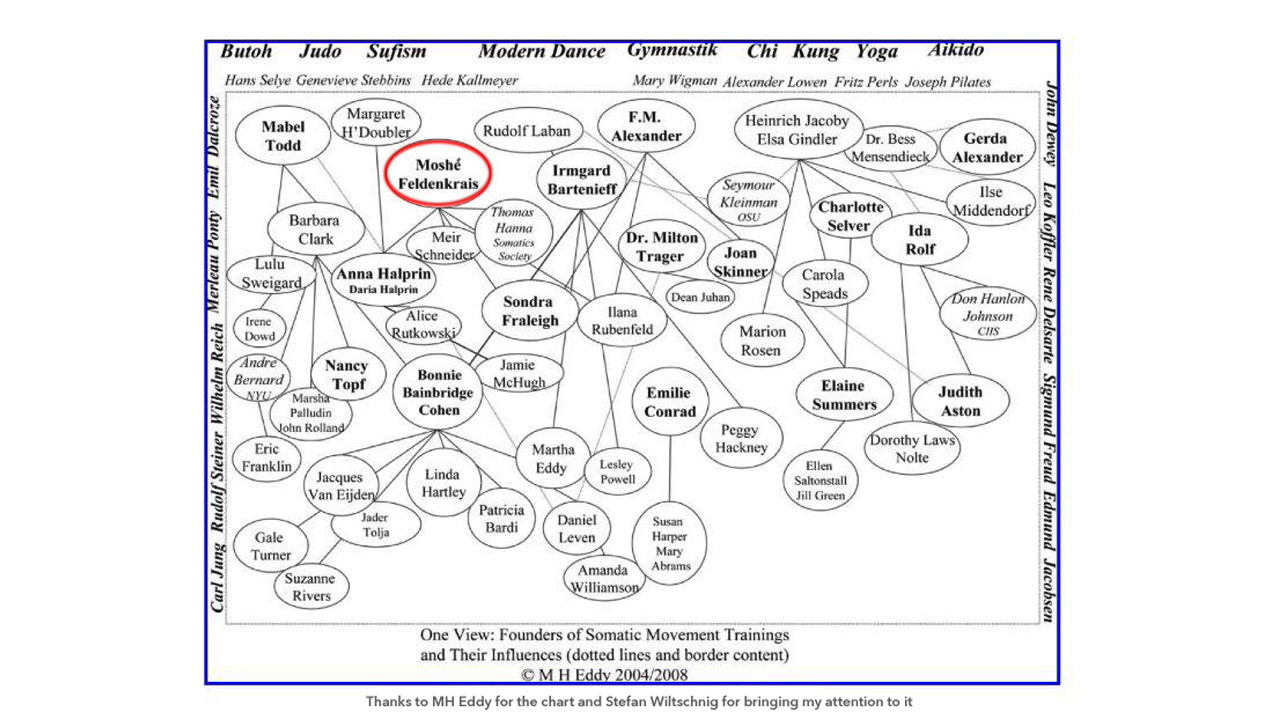 Butoh Judo Sufism Modern Dance Gymnastik Chi Kung Yoga Aikido
Hans Selye Genevieve Stebbins Hede Kallmeyer Mary Wigman Alexander Lowen Fritz Perls Joseph Pilates
Carl Jung Rudolf Steiner Wilhelm Reich Merleau Ponty Emil Dalcroze
John Dewey Leo Koffler Rene Delsarte Sigmund Freud Edmund Jacobsen
Mabel
Todd
Margaret
H'Doubler
Moshé
Feldenkrais
Rudolf Laban
Irmgard
Bartenieff
F.M.
Alexander
Heinrich Jacoby
Elsa Gindler
Dr. Bess
Mensendieck
Gerda
Alexander
Ilse
Middendorf
Seymour
Kleinman
OSU
Charlotte
Selver
Ida
Rolf
Barbara
Clark
Meir
Schneider
Thomas
Hanna
Somatics
Society
Dr. Milton
Trager
Joan
Skinner
Lulu
Sweigard
Anna Halprin
Daria Halprin
Carola
Speads
Dean Juhan
Don Hanlon
Johnson
CIIS
Irene
Dowd
Alice
Rutkowski
Sondra
Fraleigh
Ilana
Rubenfeld
Marion
Rosen
Andre
Bernard
NYU
Nancy
Topf
Jamie
McHugh
Bonnie
Bainbridge
Cohen
Marsha
Palludin
John Rolland
Emilie
Conrad
Elaine
Summers
Judith
Aston
Peggy
Hackney
Dorothy Laws
Nolte
Eric
Franklin
Jacques
Van Eijden
Linda
Hartley
Martha
Eddy
Lesley
Powell
Ellen
Saltonstall
Jill Green
Patricia
Bardi
Jader
Tolja
Daniel
Leven
Susan
Harper
Mary
Abrams
Gale
Turner
Suzanne
Rivers
Amanda
Williamson
One View: Founders of Somatic Movement Trainings
and Their Influences (dotted lines and border content)
© M H Eddy 2004/2008
Thanks to MH Eddy for the chart and Stefan Wiltschnig for bringing my attention to it